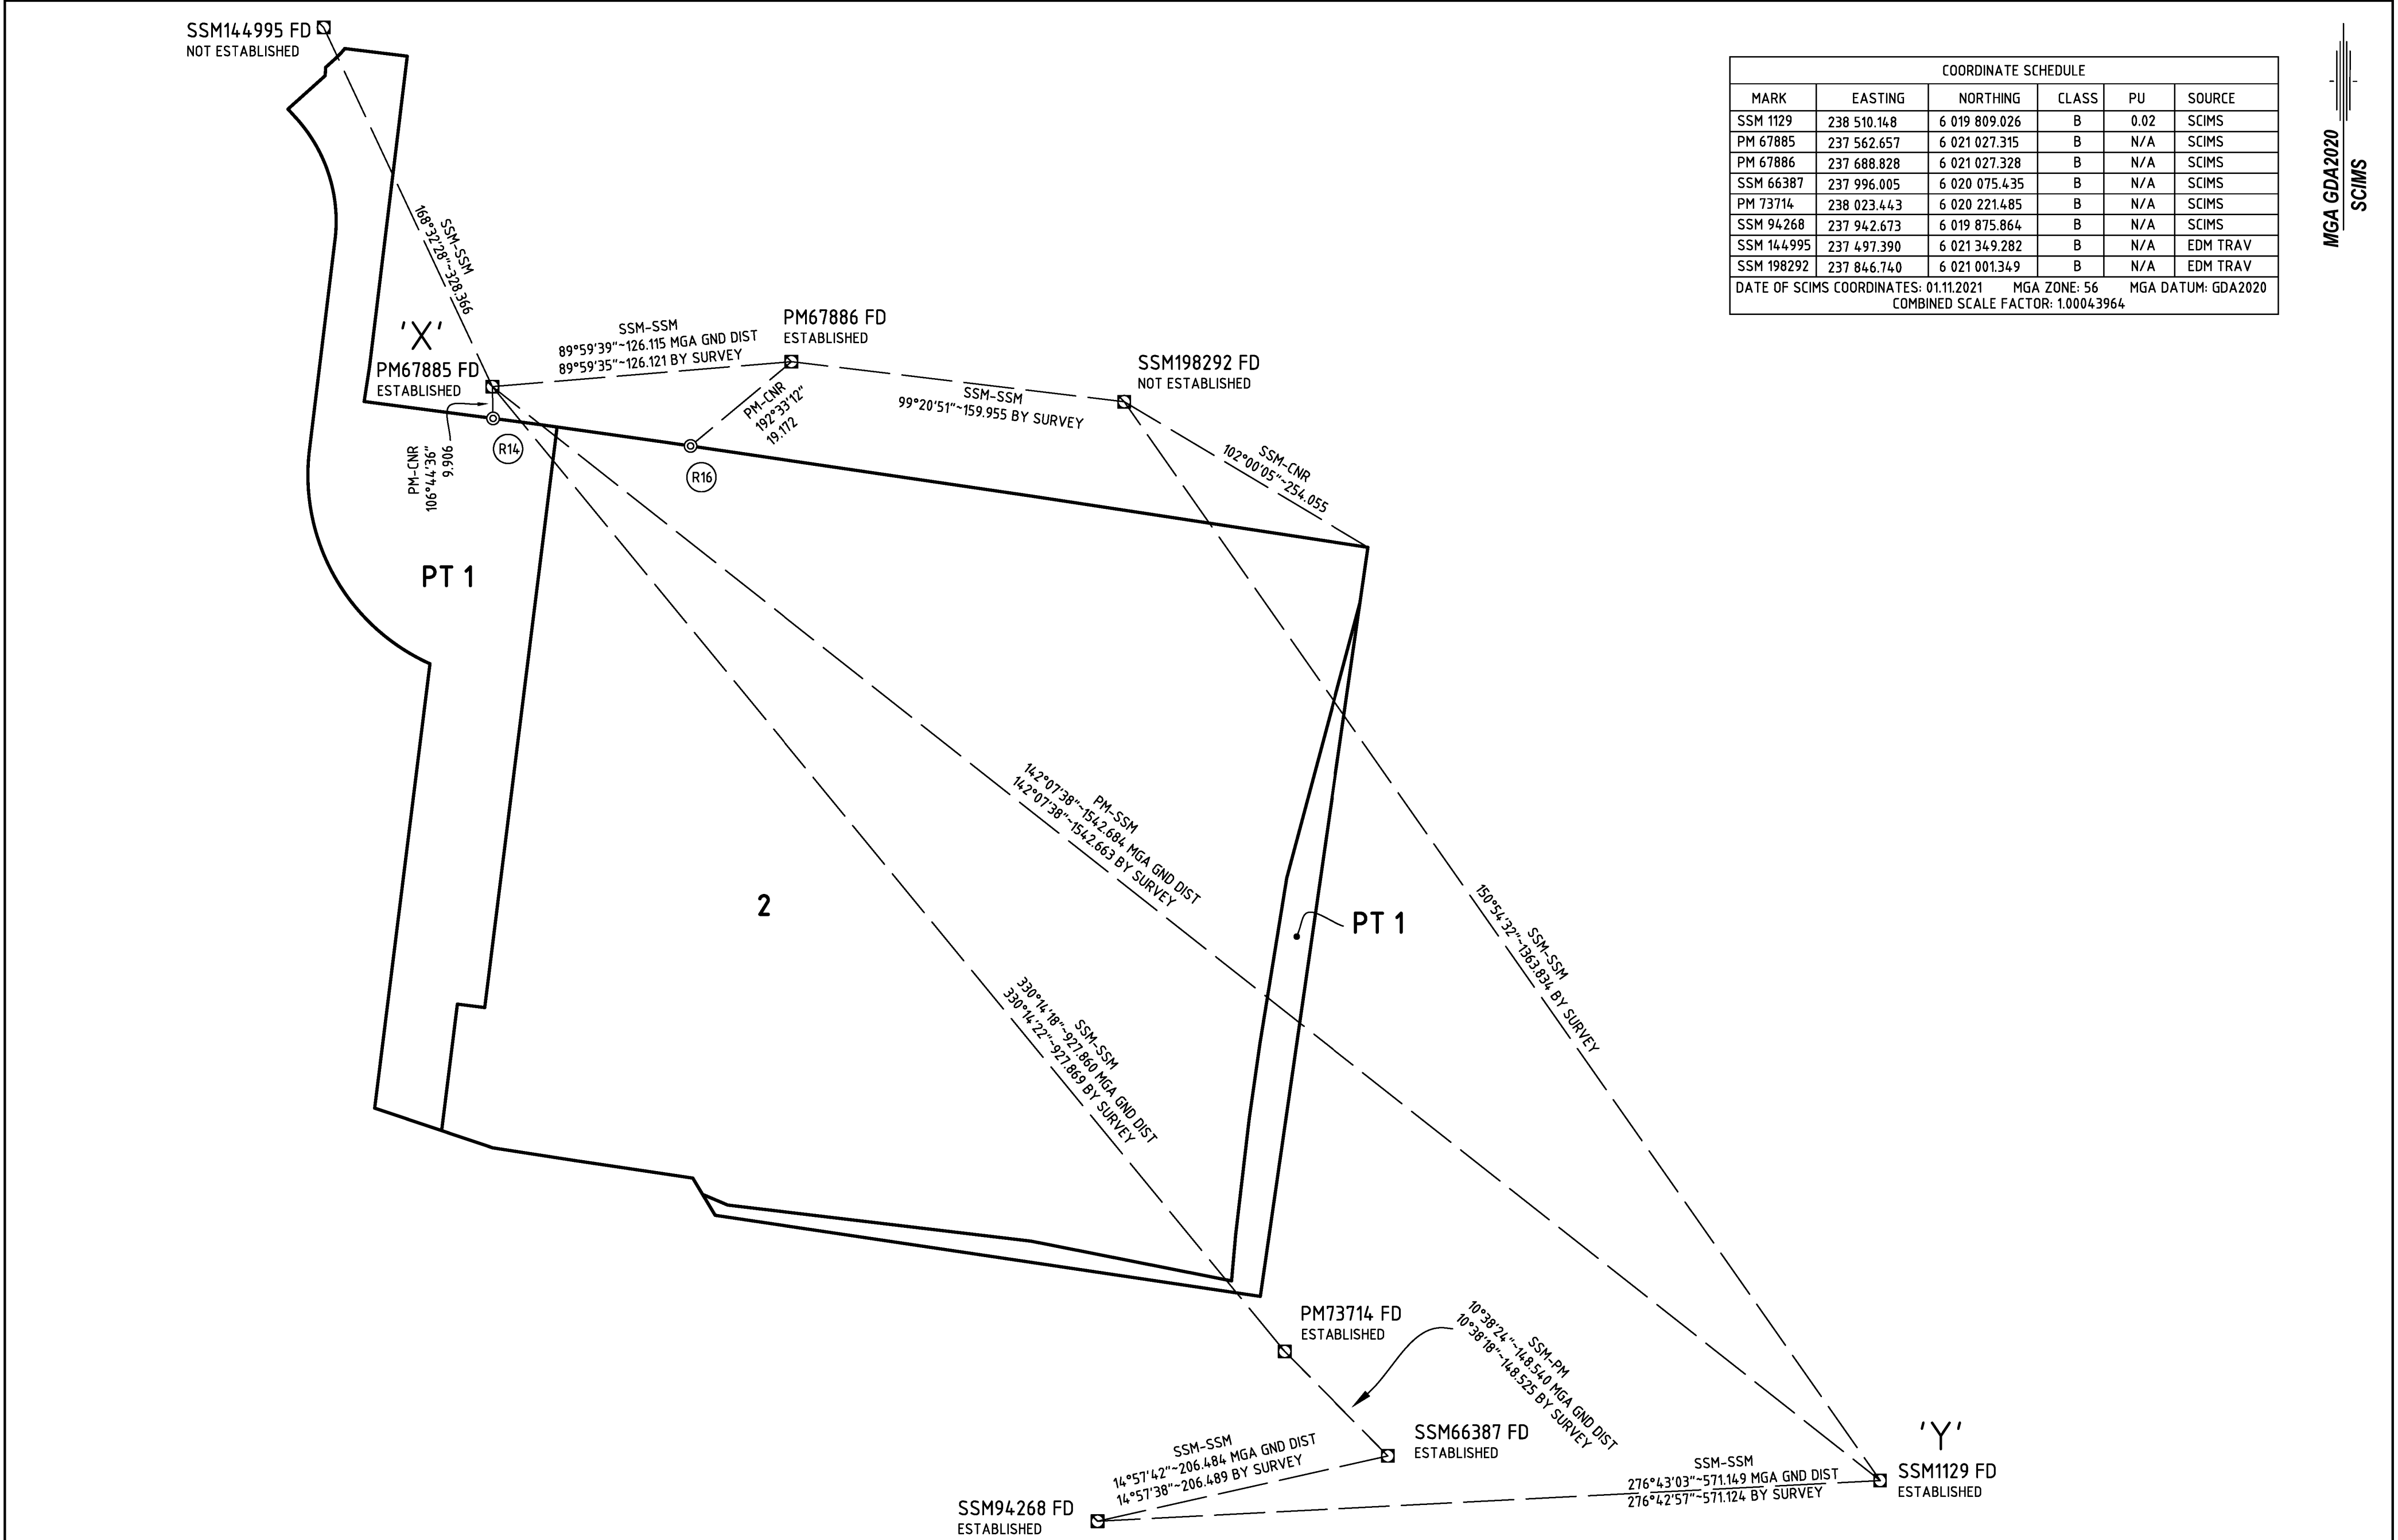 SSM144995 FD
NOT ESTABLISHED
COORDINATE SCHEDULE
MARK EASTING NORTHING CLASS PU SOURCE
SSM 1129 238 510.148 6 019 809.026 B 0.02 SCIMS
PM 67885 237 562.657 6 021 027.315 B N/A SCIMS
PM 67886 237 688.828 6 021 027.328 B N/A SCIMS
SSM 66387 237 996.005 6 020 075.435 B N/A SCIMS
PM 73714 238 023.443 6 020 221.485 B N/A SCIMS
SSM 94268 237 942.673 6 019 875.864 B N/A SCIMS
SSM 144995 237 497.390 6 021 349.282 B N/A EDM TRAV
SSM 198292 237 846.740 6 021 001.349 B N/A EDM TRAV
DATE OF SCIMS COORDINATES: 01.11.2021 MGA ZONE: 56 MGA DATUM: GDA2020
COMBINED SCALE FACTOR: 1.00043964
MGA GDA2020
SCIMS
SSM-SSM
168°32'28"~328.366
'X'
PM67885 FD
ESTABLISHED
SSM-SSM
89°59'39"~126.115 MGA GND DIST
89°59'35"~126.121 BY SURVEY
PM67886 FD
ESTABLISHED
SSM198292 FD
NOT ESTABLISHED
SSM-SSM
99°20'51"~159.955 BY SURVEY
PM-CNR
192°33'12"
19.172
SSM-CNR
102°00'05"~254.055
PM-CNR
106°44'36"
9.906
R14
R16
PT 1
PM-SSM
142°07'38"~1542.684 MGA GND DIST
142°07'38"~1542.663 BY SURVEY
2
PT 1
SSM-SSM
150°54'32"~1363.834 BY SURVEY
SSM-SSM
330°14'18"~927.860 MGA GND DIST
330°14'22"~927.869 BY SURVEY
PM73714 FD
ESTABLISHED
SSM-PM
10°38'24"~148.540 MGA GND DIST
10°38'18"~148.525 BY SURVEY
SSM66387 FD
ESTABLISHED
'Y'
SSM1129 FD
ESTABLISHED
SSM-SSM
14°57'42"~206.484 MGA GND DIST
14°57'38"~206.489 BY SURVEY
SSM-SSM
276°43'03"~571.149 MGA GND DIST
276°42'57"~571.124 BY SURVEY
SSM94268 FD
ESTABLISHED